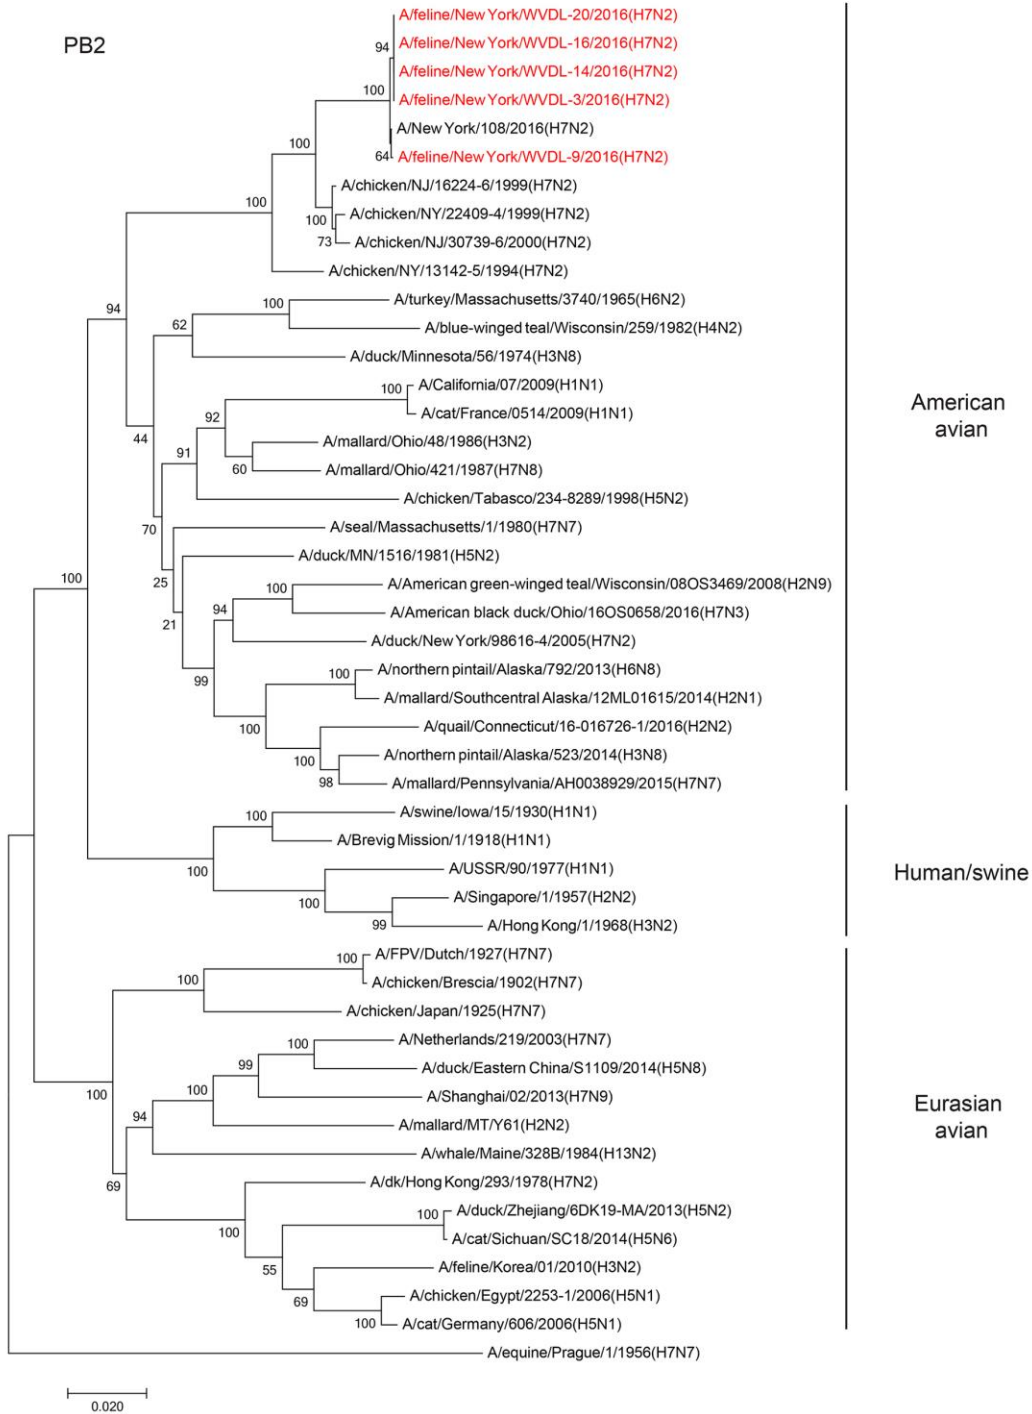 PB2
A/feline/New York/WVDL-20/2016(H7N2)
A/feline/New York/WVDL-16/2016(H7N2)
94
A/feline/New York/WVDL-14/2016(H7N2)
100
A/feline/New York/WVDL-3/2016(H7N2)
A/New York/108/2016(H7N2)
100
64
A/feline/New York/WVDL-9/2016(H7N2)
A/chicken/NJ/16224-6/1999(H7N2)
100
100
A/chicken/NY/22409-4/1999(H7N2)
73
A/chicken/NJ/30739-6/2000(H7N2)
A/chicken/NY/13142-5/1994(H7N2)
94
100
A/turkey/Massachusetts/3740/1965(H6N2)
62
A/blue-winged teal/Wisconsin/259/1982(H4N2)
A/duck/Minnesota/56/1974(H3N8)
100
A/California/07/2009(H1N1)
92
A/cat/France/0514/2009(H1N1)
44
A/mallard/Ohio/48/1986(H3N2)
91
60
A/mallard/Ohio/421/1987(H7N8)
A/chicken/Tabasco/234-8289/1998(H5N2)
70
A/seal/Massachusetts/1/1980(H7N7)
A/duck/MN/1516/1981(H5N2)
100
25
100
A/American green-winged teal/Wisconsin/08OS3469/2008(H2N9)
94
A/American black duck/Ohio/16OS0658/2016(H7N3)
21
A/duck/New York/98616-4/2005(H7N2)
100
A/northern pintail/Alaska/792/2013(H6N8)
99
A/mallard/Southcentral Alaska/12ML01615/2014(H2N1)
100
A/quail/Connecticut/16-016726-1/2016(H2N2)
100
A/northern pintail/Alaska/523/2014(H3N8)
98
A/mallard/Pennsylvania/AH0038929/2015(H7N7)
American
avian
100
A/swine/Iowa/15/1930(H1N1)
A/Brevig Mission/1/1918(H1N1)
100
A/USSR/90/1977(H1N1)
100
A/Singapore/1/1957(H2N2)
99
A/Hong Kong/1/1968(H3N2)
Human/swine
100
A/FPV/Dutch/1927(H7N7)
100
A/chicken/Brescia/1902(H7N7)
A/chicken/Japan/1925(H7N7)
100
A/Netherlands/219/2003(H7N7)
99
A/duck/Eastern China/S1109/2014(H5N8)
100
100
A/Shanghai/02/2013(H7N9)
94
A/mallard/MT/Y61(H2N2)
A/whale/Maine/328B/1984(H13N2)
69
A/dk/Hong Kong/293/1978(H7N2)
100
100
A/duck/Zhejiang/6DK19-MA/2013(H5N2)
A/cat/Sichuan/SC18/2014(H5N6)
55
A/feline/Korea/01/2010(H3N2)
69
A/chicken/Egypt/2253-1/2006(H5N1)
100
A/cat/Germany/606/2006(H5N1)
Eurasian
avian
A/equine/Prague/1/1956(H7N7)
0.020